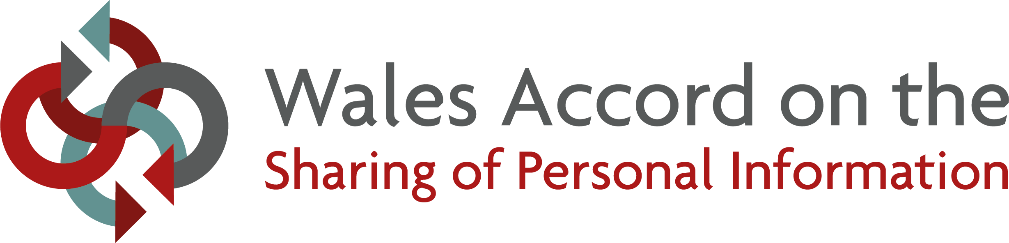 Wales Accord on the
Sharing of Personal Information